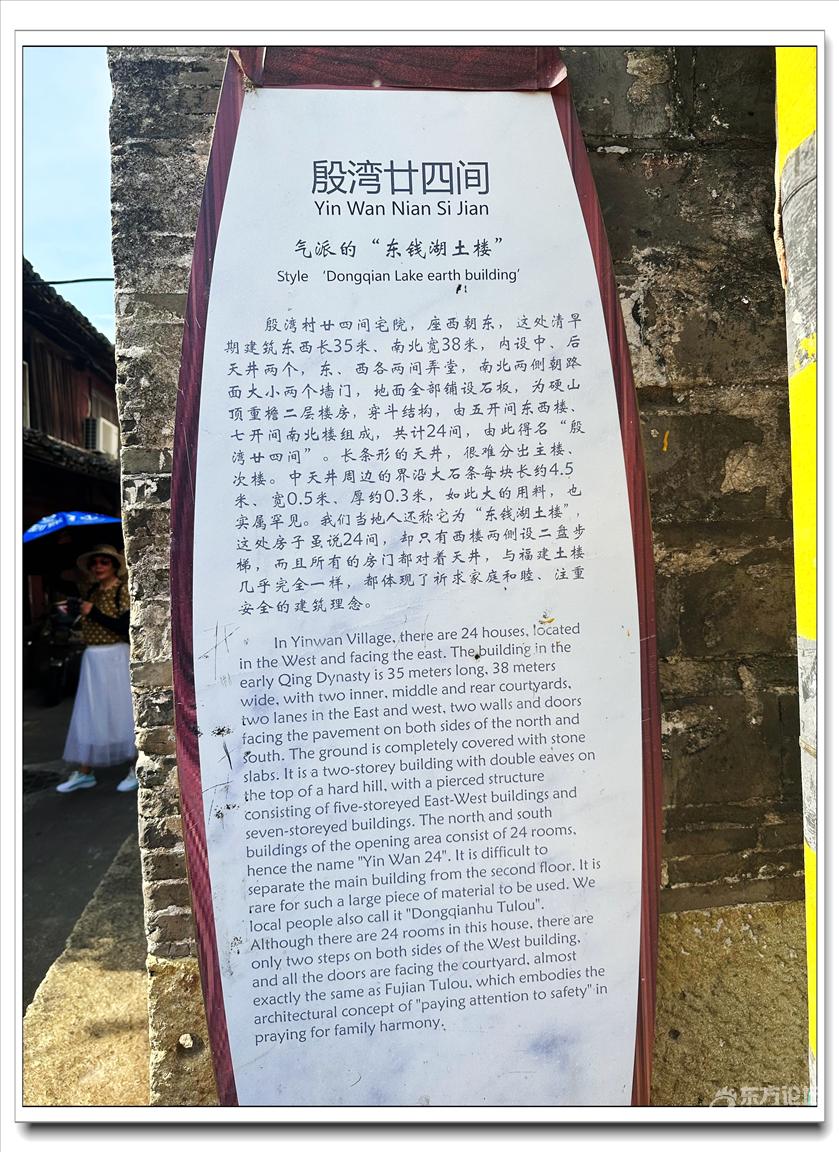 殷湾廿四间
Yin Wan Nian Si Jian
气派的“东钱湖土楼”
Style ‘Dongqian Lake earth building’
殷湾村廿四间宅院，座西朝东，这处清早
期建筑东西长35米、南北宽38米，内设中、后
天井两个，东、西各两间弄堂，南北两侧朝路
面大小两个墙门，地面全部铺设石板，为硬山
顶重檐二层楼房，穿斗结构，由五开间东西楼、
七开间南北楼组成，共计24间，由此得名“殷
湾廿四间”。长条形的天井，很难分出主楼、
次楼。中天井周边的界沿大石条每块长约4.5
米、宽0.5米、厚约0.3米，如此大的用料，也
实属罕见。我们当地人还称它为“东钱湖土楼”，
这处房子虽说24间，却只有西楼两侧设二盘步
梯，而且所有的房门都对着天井，与福建土楼
几乎完全一样，都体现了祈求家庭和睦、注重
安全的建筑理念。
In Yinwan Village, there are 24 houses, located
in the West and facing the east. The building in the
early Qing Dynasty is 35 meters long, 38 meters
wide, with two inner, middle and rear courtyards,
two lanes in the East and west, two walls and doors
facing the pavement on both sides of the north and
south. The ground is completely covered with stone
slabs. It is a two-storey building with double eaves on
the top of a hard hill, with a pierced structure
consisting of five-storeyed East-West buildings and
seven-storeyed buildings. The north and south
buildings of the opening area consist of 24 rooms,
hence the name "Yin Wan 24". It is difficult to
separate the main building from the second floor. It is
rare for such a large piece of material to be used. We
local people also call it "Dongqianhu Tulou".
Although there are 24 rooms in this house, there are
only two steps on both sides of the West building,
and all the doors are facing the courtyard, almost
exactly the same as Fujian Tulou, which embodies the
architectural concept of "paying attention to safety" in
praying for family harmony.
东方论坛